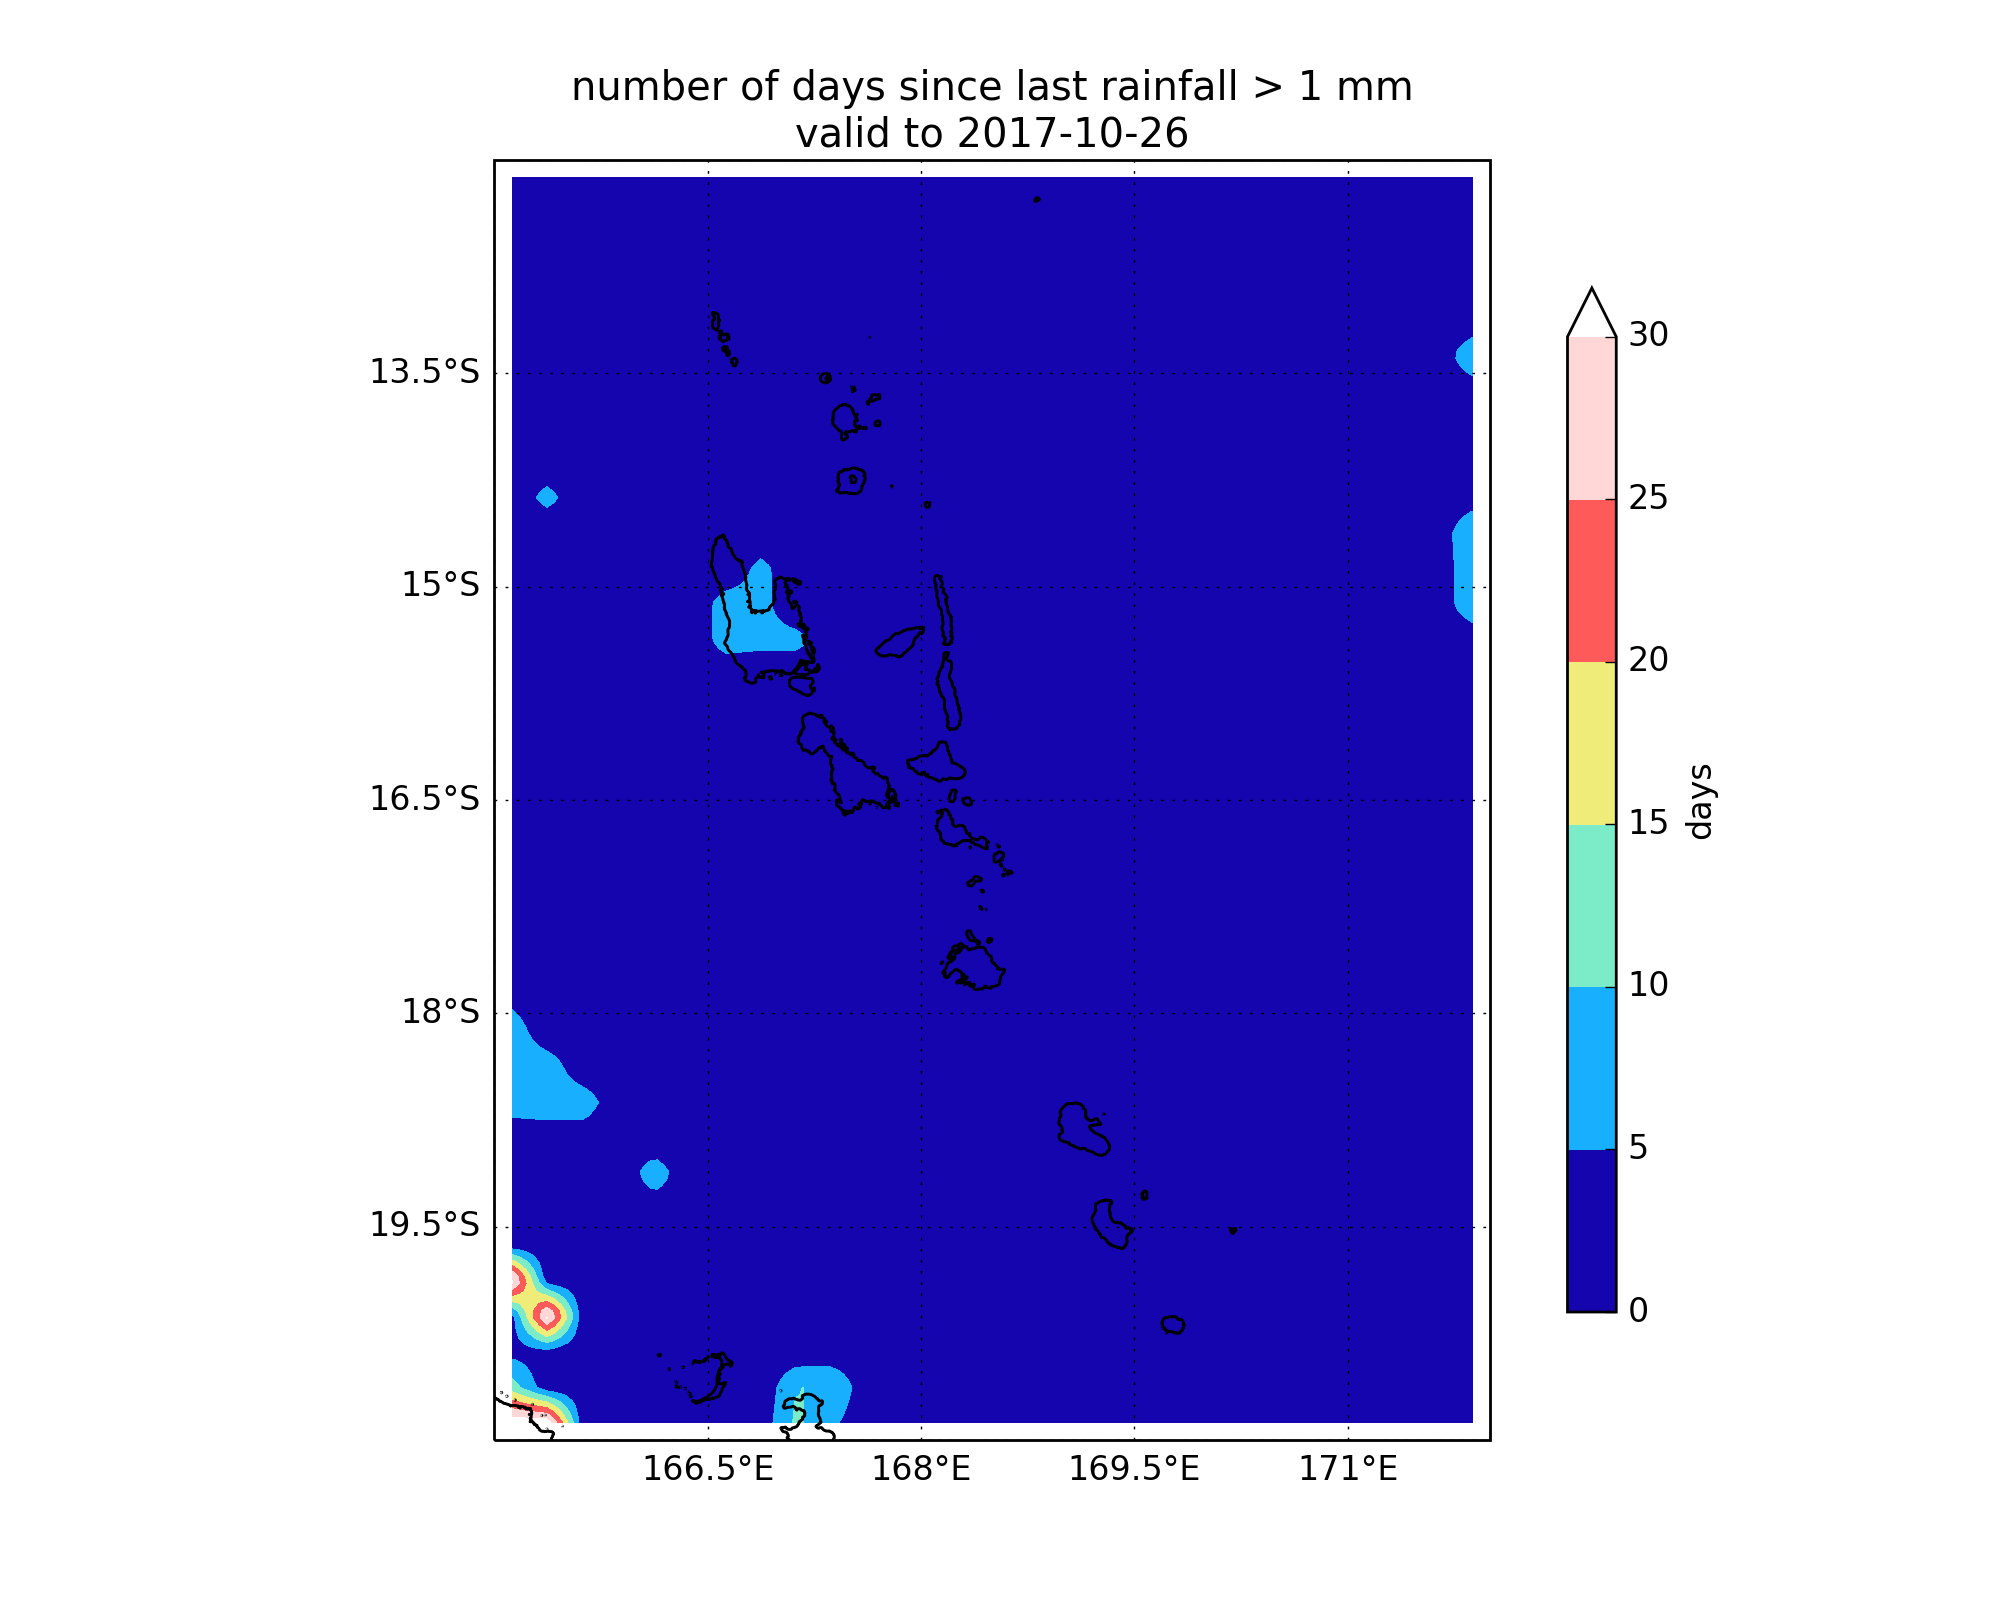 number of days since last rainfall > 1 mm
valid to 2017-10-26
13.5°S
15°S
16.5°S
18°S
19.5°S
166.5°E
168°E
169.5°E
171°E
30
25
20
15
10
5
0
days